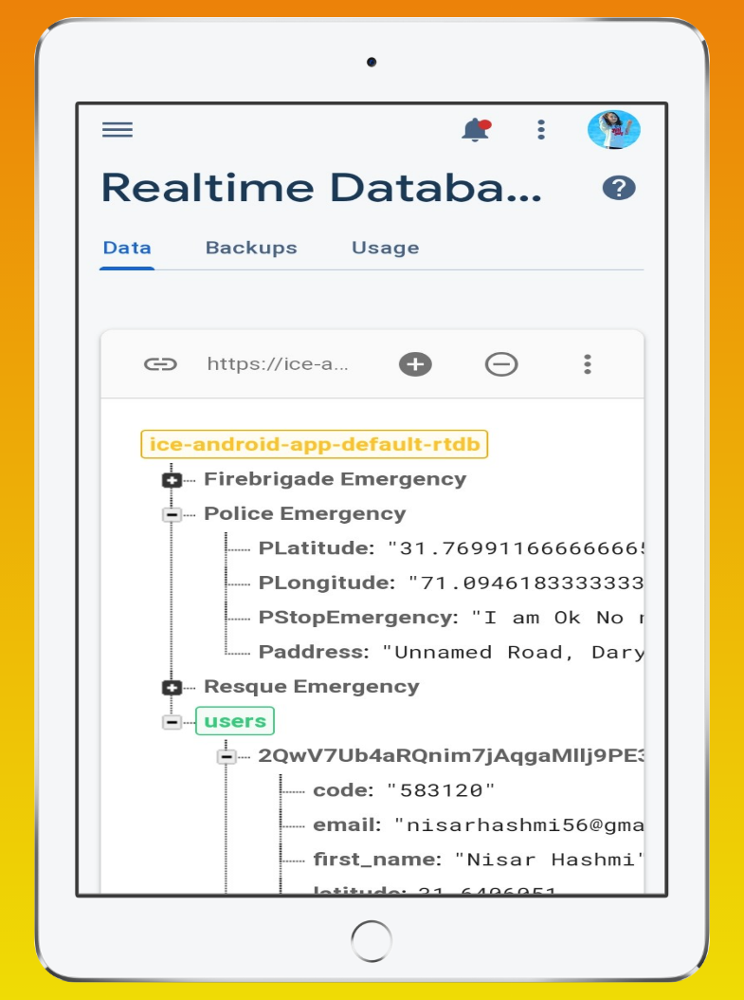 Realtime Databa...
Data Backups Usage
https://ice-a...
ice-android-app-default-rtdb
Firebrigade Emergency
Police Emergency
PLatitude: "31.769911666666665
PLongitude: "71.0946183333333
PStopEmergency: "I am Ok No
Paddress: "Unnamed Road, Dary
Resque Emergency
users
2QwV7Ub4aRQnim7jAqgaMllj9PE3
code: "583120"
email: "nisarhashmi56@gma
first_name: "Nisar Hashmi"
latitude: 31.6406051